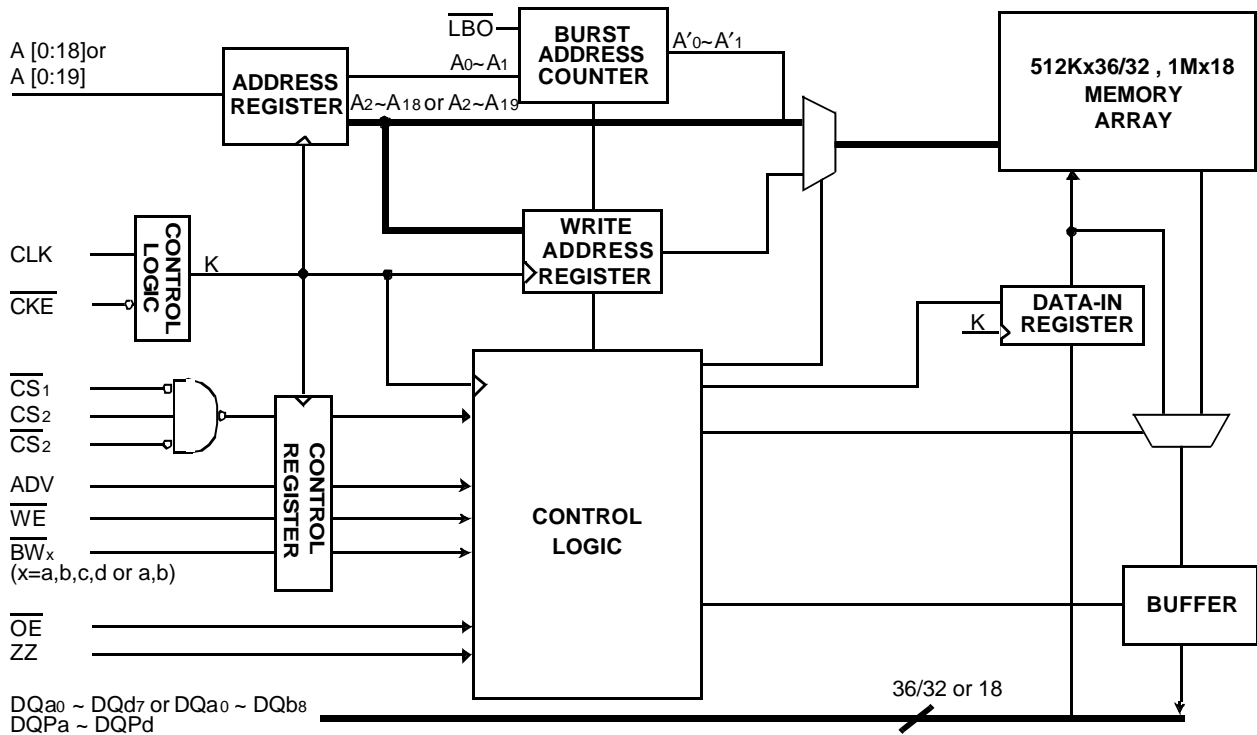 LBO
BURST
ADDRESS
COUNTER
A′0~A′1
A [0:18]or
A [0:19]
ADDRESS
REGISTER
A0~A1
A2~A18 or A2~A19
512Kx36/32 , 1Mx18
MEMORY
ARRAY
WRITE
ADDRESS
REGISTER
CLK
CKE
CONTROL
LOGIC
K
K
DATA-IN
REGISTER
CS1
CS2
CS2
ADV
WE
BWx
(x=a,b,c,d or a,b)
CONTROL
REGISTER
CONTROL
LOGIC
BUFFER
OE
ZZ
DQa0 ~ DQd7 or DQa0 ~ DQb8
DQPa ~ DQPd
36/32 or 18